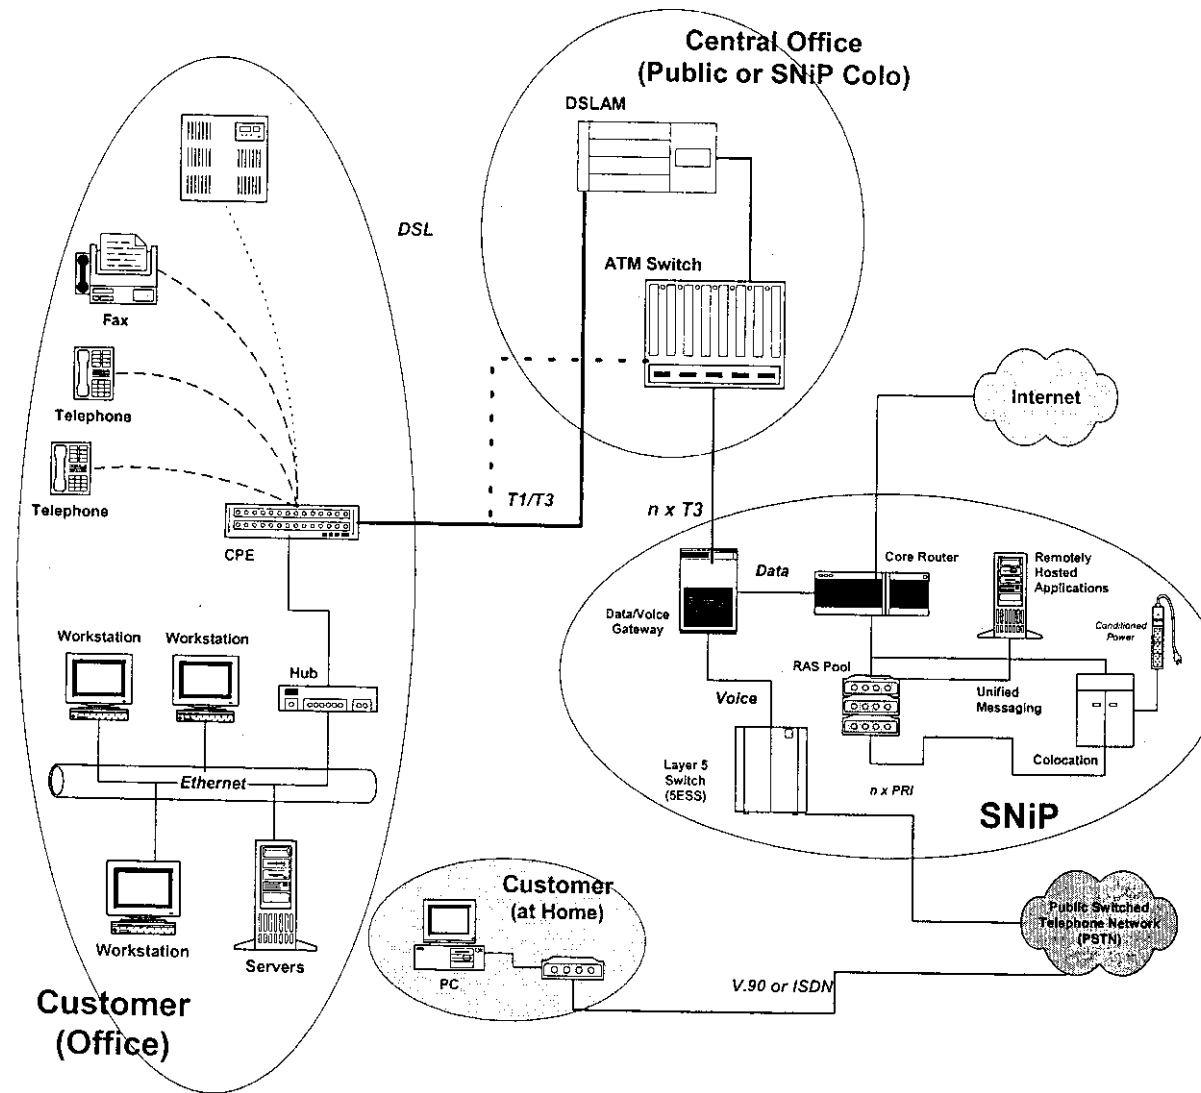 Central Office
(Public or SNiP Colo)
DSLAM
DSL
ATM Switch
Fax
Telephone
Telephone
CPE
T1/T3
n x T3
Internet
Workstation
Workstation
Hub
Ethernet
Workstation
Servers
Customer
(Office)
Data
Core Router
Remotely
Hosted
Applications
Data/Voice
Gateway
Conditioned
Power
RAS Pool
Voice
Unified
Messaging
Layer 5
Switch
(5ESS)
n x PRI
Colocation
SNiP
Customer
(at Home)
PC
V.90 or ISDN
Public Switched
Telephone Network
(PSTN)